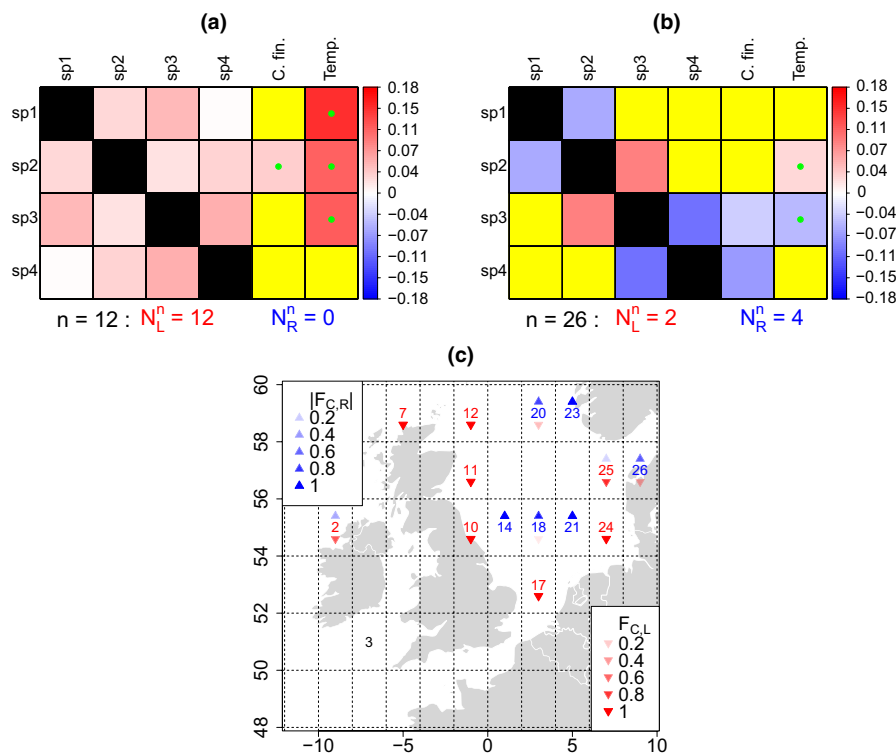 (a)
sp1 sp2 sp3 sp4 C. fin. Temp.
sp1
sp2
sp3
sp4
0.18
0.15
0.11
0.07
0.04
0
−0.04
−0.07
−0.11
−0.15
−0.18
n = 12 : N_L^n = 12 N_R^n = 0
(b)
sp1 sp2 sp3 sp4 C. fin. Temp.
sp1
sp2
sp3
sp4
0.18
0.15
0.11
0.07
0.04
0
−0.04
−0.07
−0.11
−0.15
−0.18
n = 26 : N_L^n = 2 N_R^n = 4
(c)
60
58
56
54
52
50
48
|F_C,R|
0.2
0.4
0.6
0.8
1
7 12 20 23
11 25 26
2 10 14 18 21 24
17
3
F_C,L
0.2
0.4
0.6
0.8
1
−10 −5 0 5 10